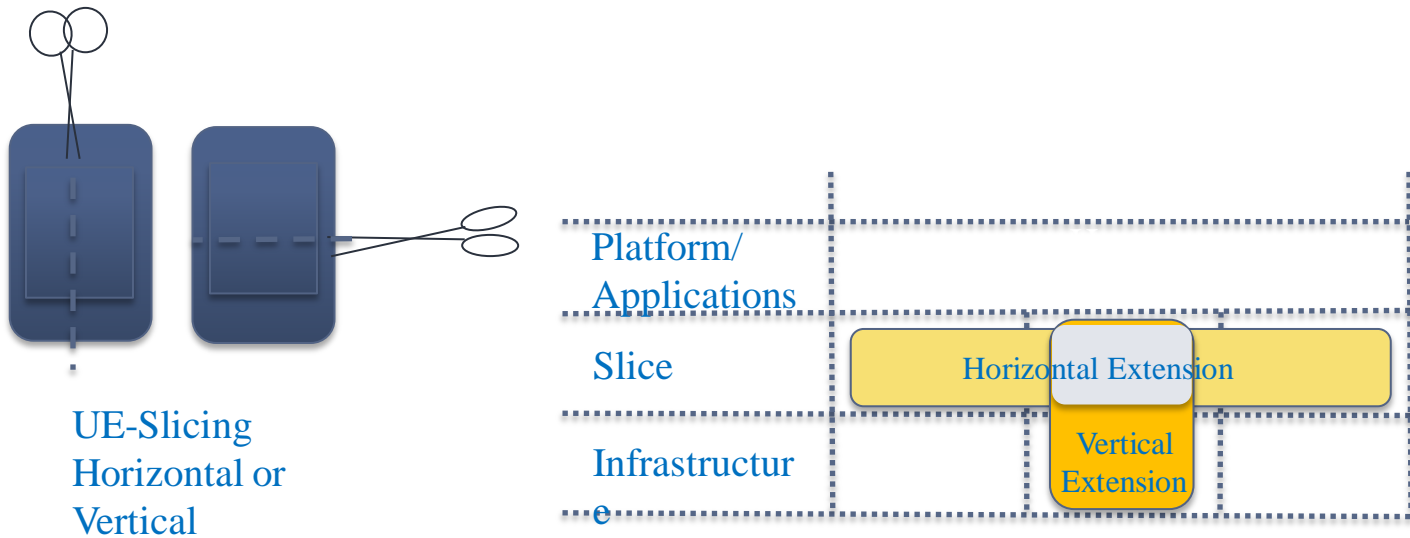 UE-Slicing
Horizontal or
Vertical
Platform/
Applications
Slice
Horizontal Extension
Infrastructur
e
Vertical
Extension